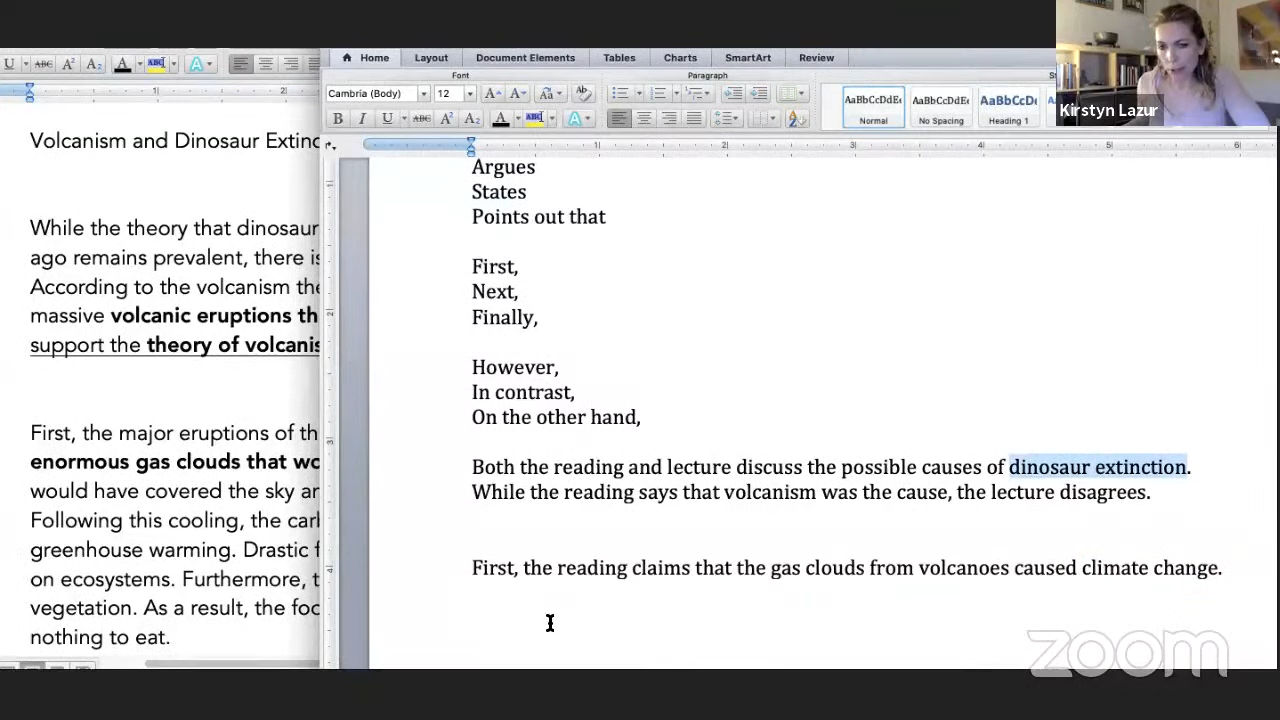 Home Layout Document Elements Tables Charts SmartArt Review
Font Paragraph
Cambria (Body) 12
AaBbCcDdEe AaBbCcDdEe AaBbCcDd
Normal No Spacing Heading 1
Kirstyn Lazur
Volcanism and Dinosaur Extinc
While the theory that dinosaur
ago remains prevalent, there is
According to the volcanism the
massive volcanic eruptions th
support the theory of volcanis
First, the major eruptions of th
enormous gas clouds that wo
would have covered the sky an
Following this cooling, the carb
greenhouse warming. Drastic f
on ecosystems. Furthermore, t
vegetation. As a result, the foo
nothing to eat.
Argues
States
Points out that
First,
Next,
Finally,
However,
In contrast,
On the other hand,
Both the reading and lecture discuss the possible causes of dinosaur extinction.
While the reading says that volcanism was the cause, the lecture disagrees.
First, the reading claims that the gas clouds from volcanoes caused climate change.
zoom